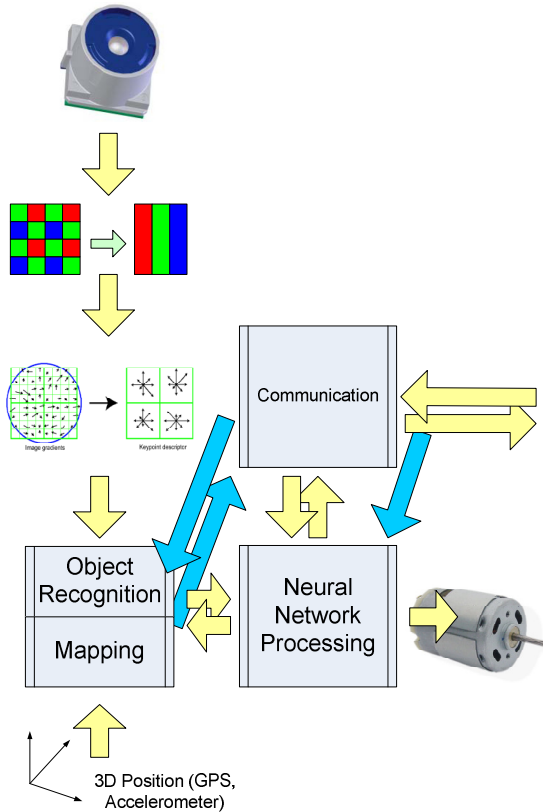 Image gradients
Keypoint descriptor
Communication
Object
Recognition
Mapping
Neural
Network
Processing
3D Position (GPS,
Accelerometer)